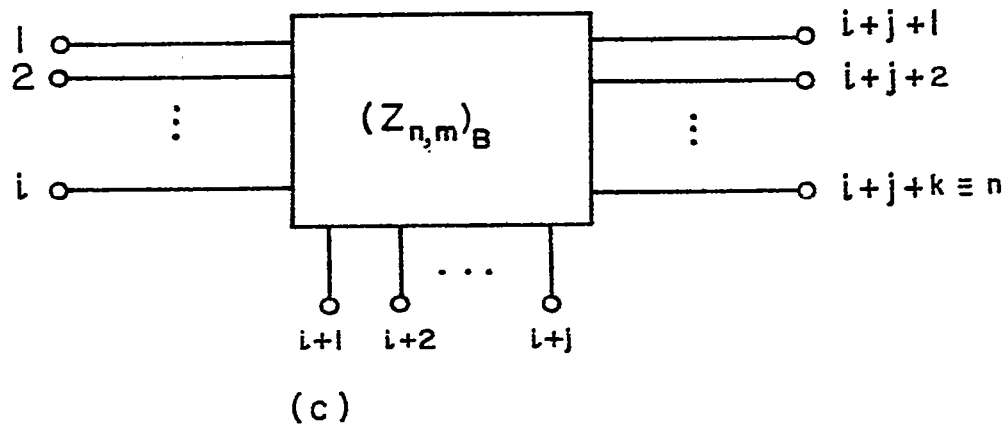 1
i+j+1
2
i+j+2
⋮
(Z_{n,m})_B
⋮
i
i+j+k ≡ n
...
i+1 i+2 i+j
(c)